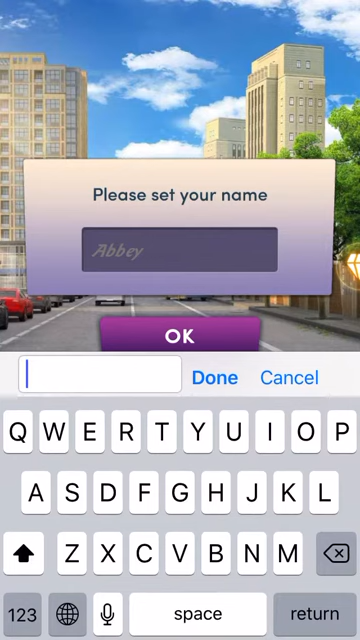 Please set your name
Abbey
OK
Done Cancel
Q W E R T Y U I O P
A S D F G H J K L
Z X C V B N M
123 space return